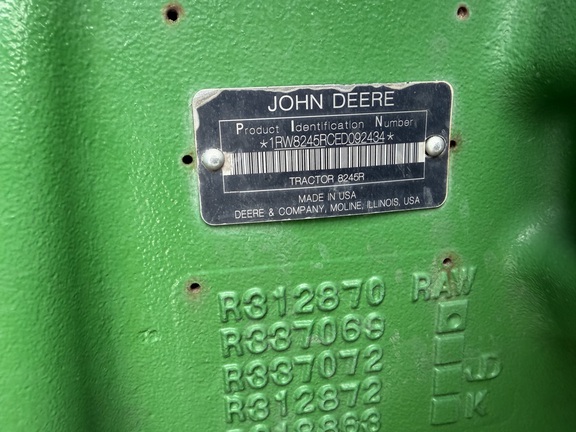 JOHN DEERE
Product Identification Number
*1RW8245RCED092434*
TRACTOR 8245R
MADE IN USA
DEERE & COMPANY, MOLINE, ILLINOIS, USA
R312870 RAW
R337069
R337072 JD
R312872 K